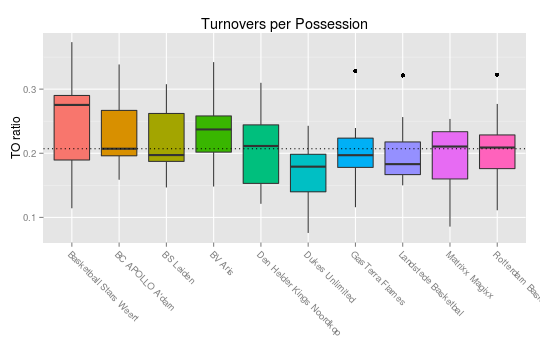 Turnovers per Possession
TO ratio
0.3
0.2
0.1
Basketball Stars Weert
BC APOLLO A'dam
BS Leiden
BV Aris
Den Helder Kings Noordkop
Dukes Unlimited
GasTerra Flames
Landstede Basketbal
Matrixx Magixx
Rotterdam Bas